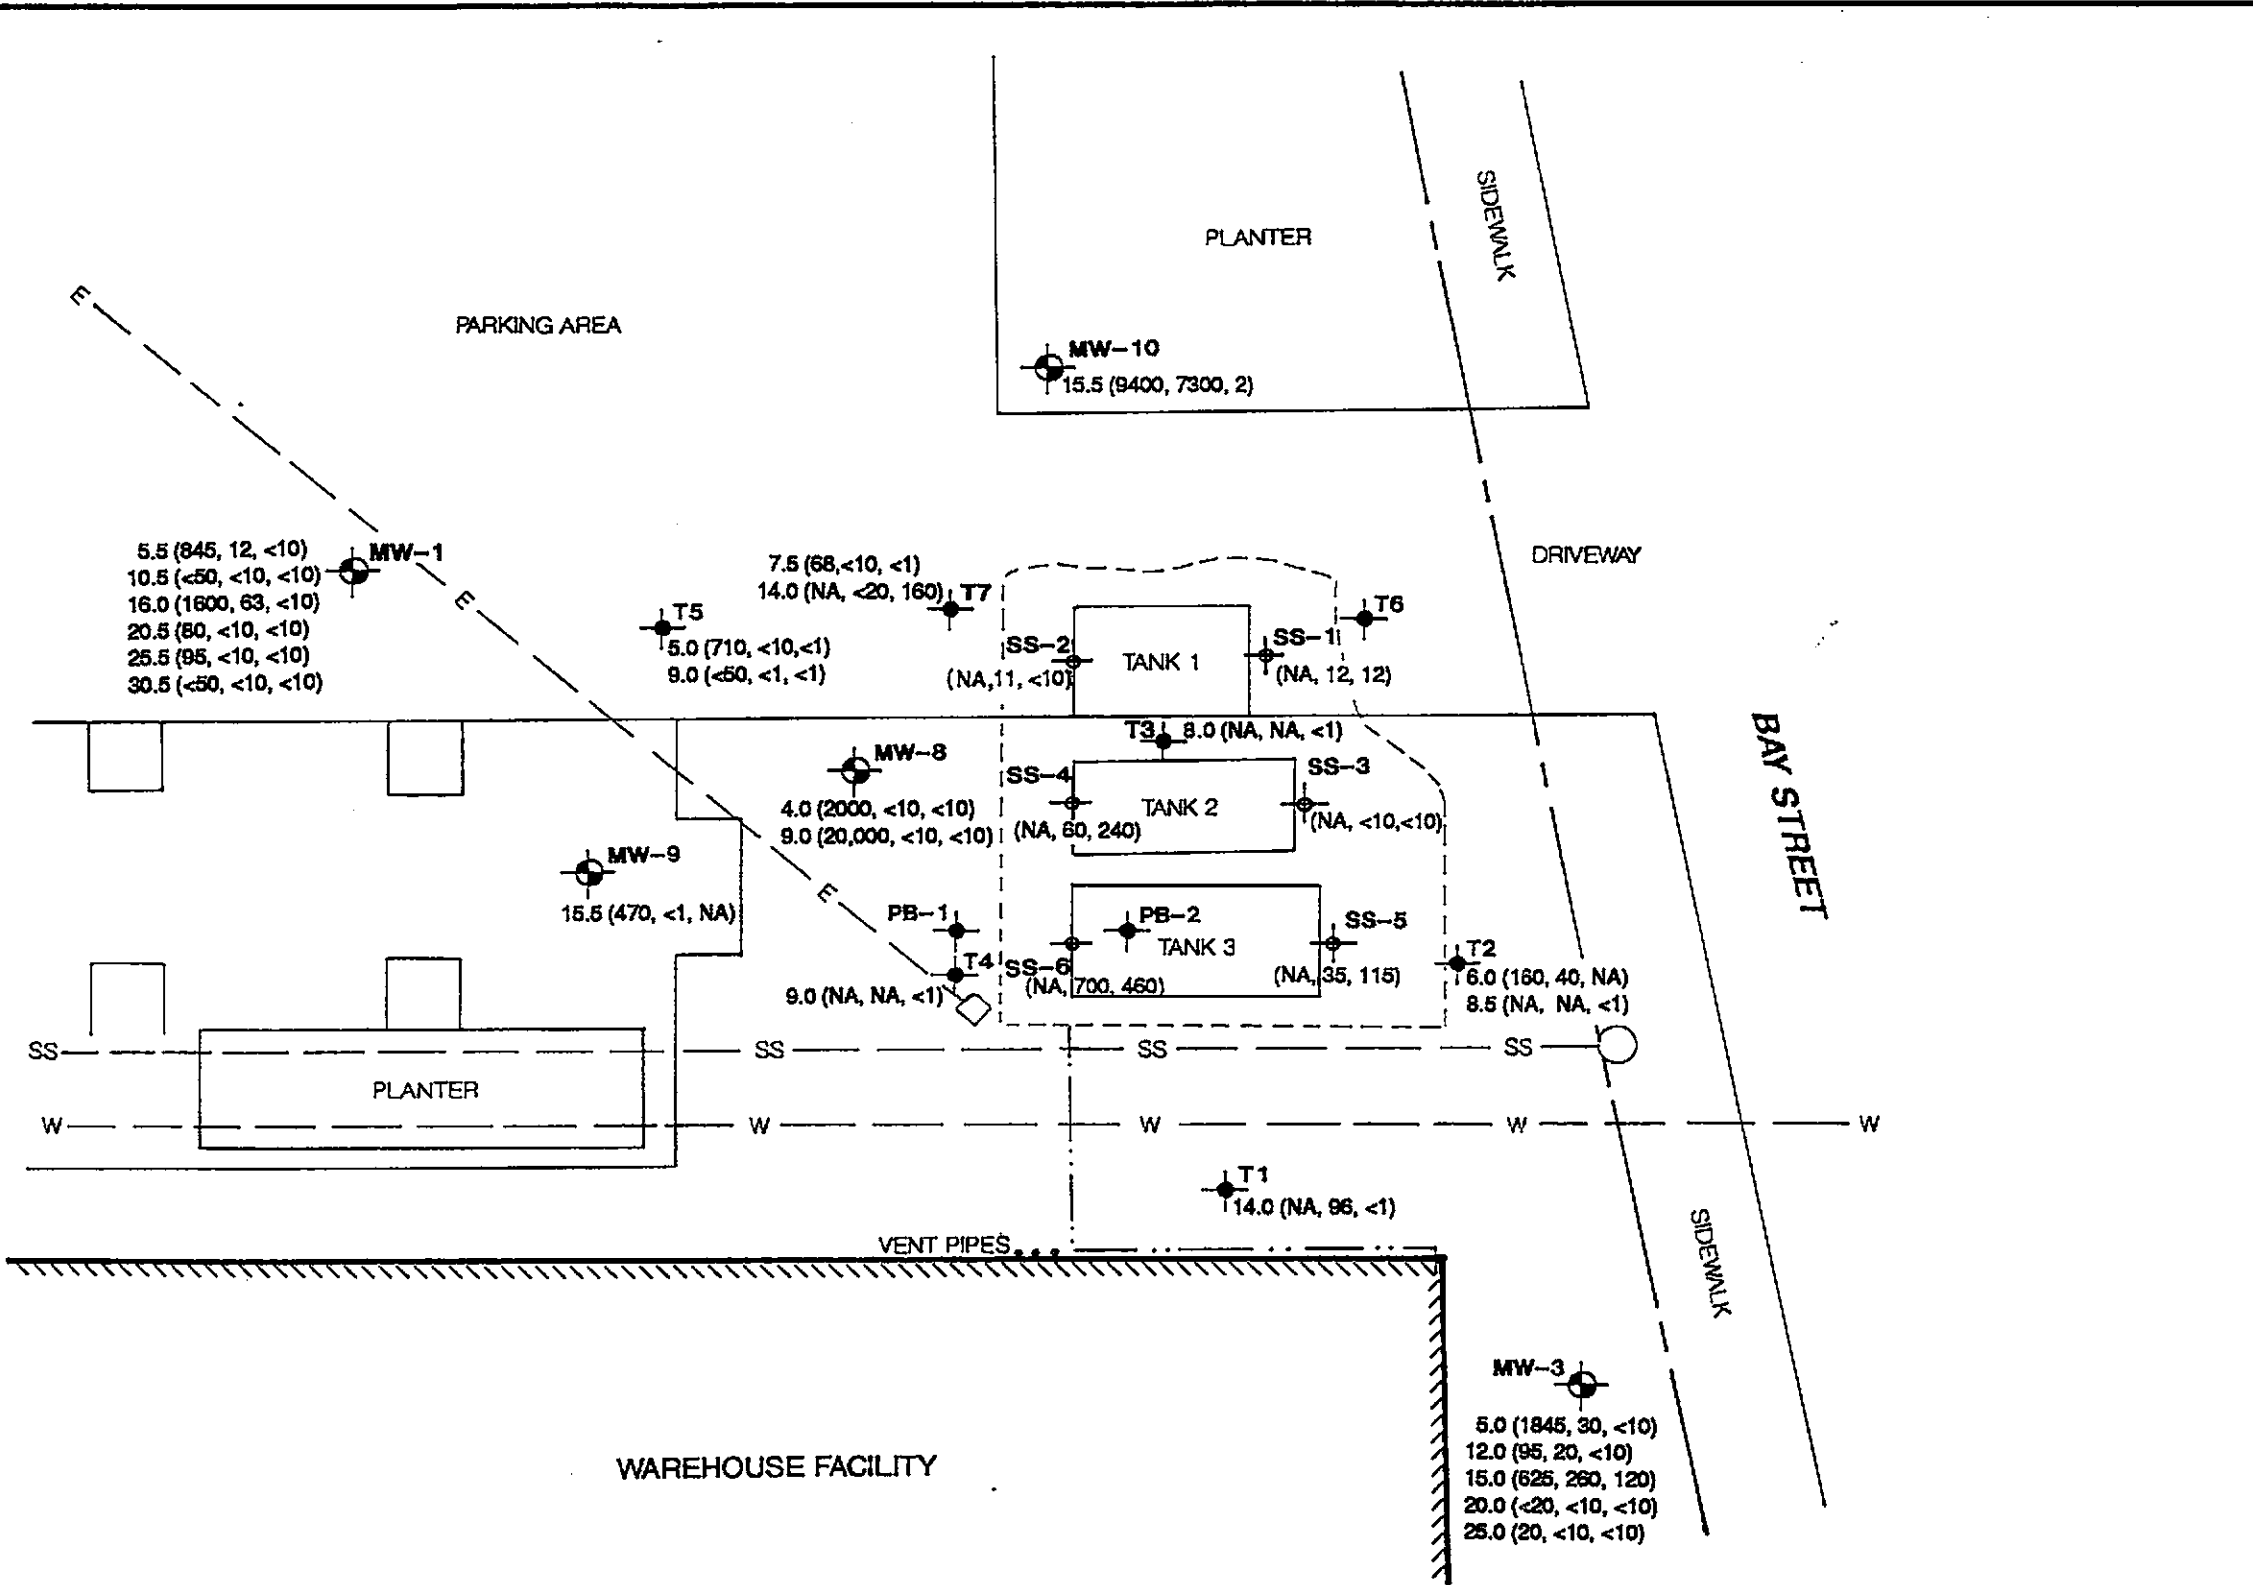 SIDEWALK
PLANTER
E
PARKING AREA
MW-10
15.5 (9400, 7300, 2)
DRIVEWAY
MW-1
5.5 (845, 12, <10)
10.5 (<50, <10, <10)
16.0 (1600, 63, <10)
20.5 (80, <10, <10)
25.5 (95, <10, <10)
30.5 (<50, <10, <10)
E
7.5 (68,<10, <1)
14.0 (NA, <20, 160)
T7
T5
5.0 (710, <10,<1)
9.0 (<50, <1, <1)
T6
SS-2
(NA,11, <10)
TANK 1
SS-1
(NA, 12, 12)
T3
8.0 (NA, NA, <1)
BAY STREET
MW-8
4.0 (2000, <10, <10)
9.0 (20,000, <10, <10)
SS-4
(NA, 60, 240)
TANK 2
SS-3
(NA, <10,<10)
MW-9
15.5 (470, <1, NA)
E
PB-1
PB-2
TANK 3
SS-5
(NA, 35, 115)
T4
9.0 (NA, NA, <1)
SS-6
(NA, 700, 460)
T2
6.0 (160, 40, NA)
8.5 (NA, NA, <1)
SS SS SS SS
PLANTER
W W W W W
T1
14.0 (NA, 96, <1)
VENT PIPES
SIDEWALK
MW-3
5.0 (1845, 30, <10)
12.0 (95, 20, <10)
15.0 (625, 260, 120)
20.0 (<20, <10, <10)
25.0 (20, <10, <10)
WAREHOUSE FACILITY